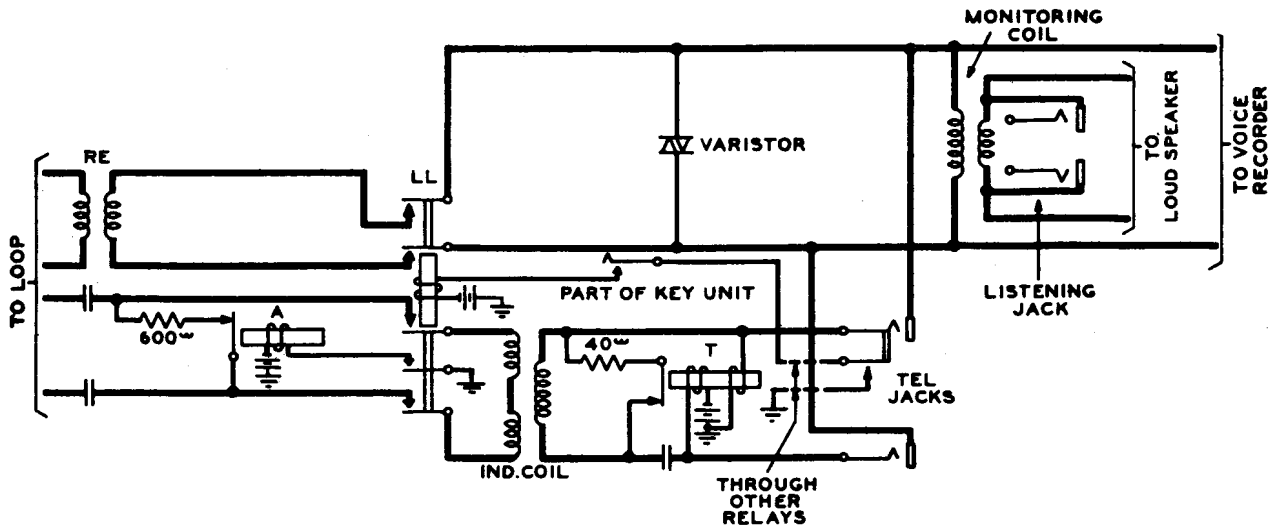 MONITORING
COIL
TO
LOUD SPEAKER
TO VOICE
RECORDER
VARISTOR
RE
LL
TO LOOP
PART OF KEY UNIT
LISTENING
JACK
A
600ω
40ω
T
TEL
JACKS
IND. COIL
THROUGH
OTHER
RELAYS